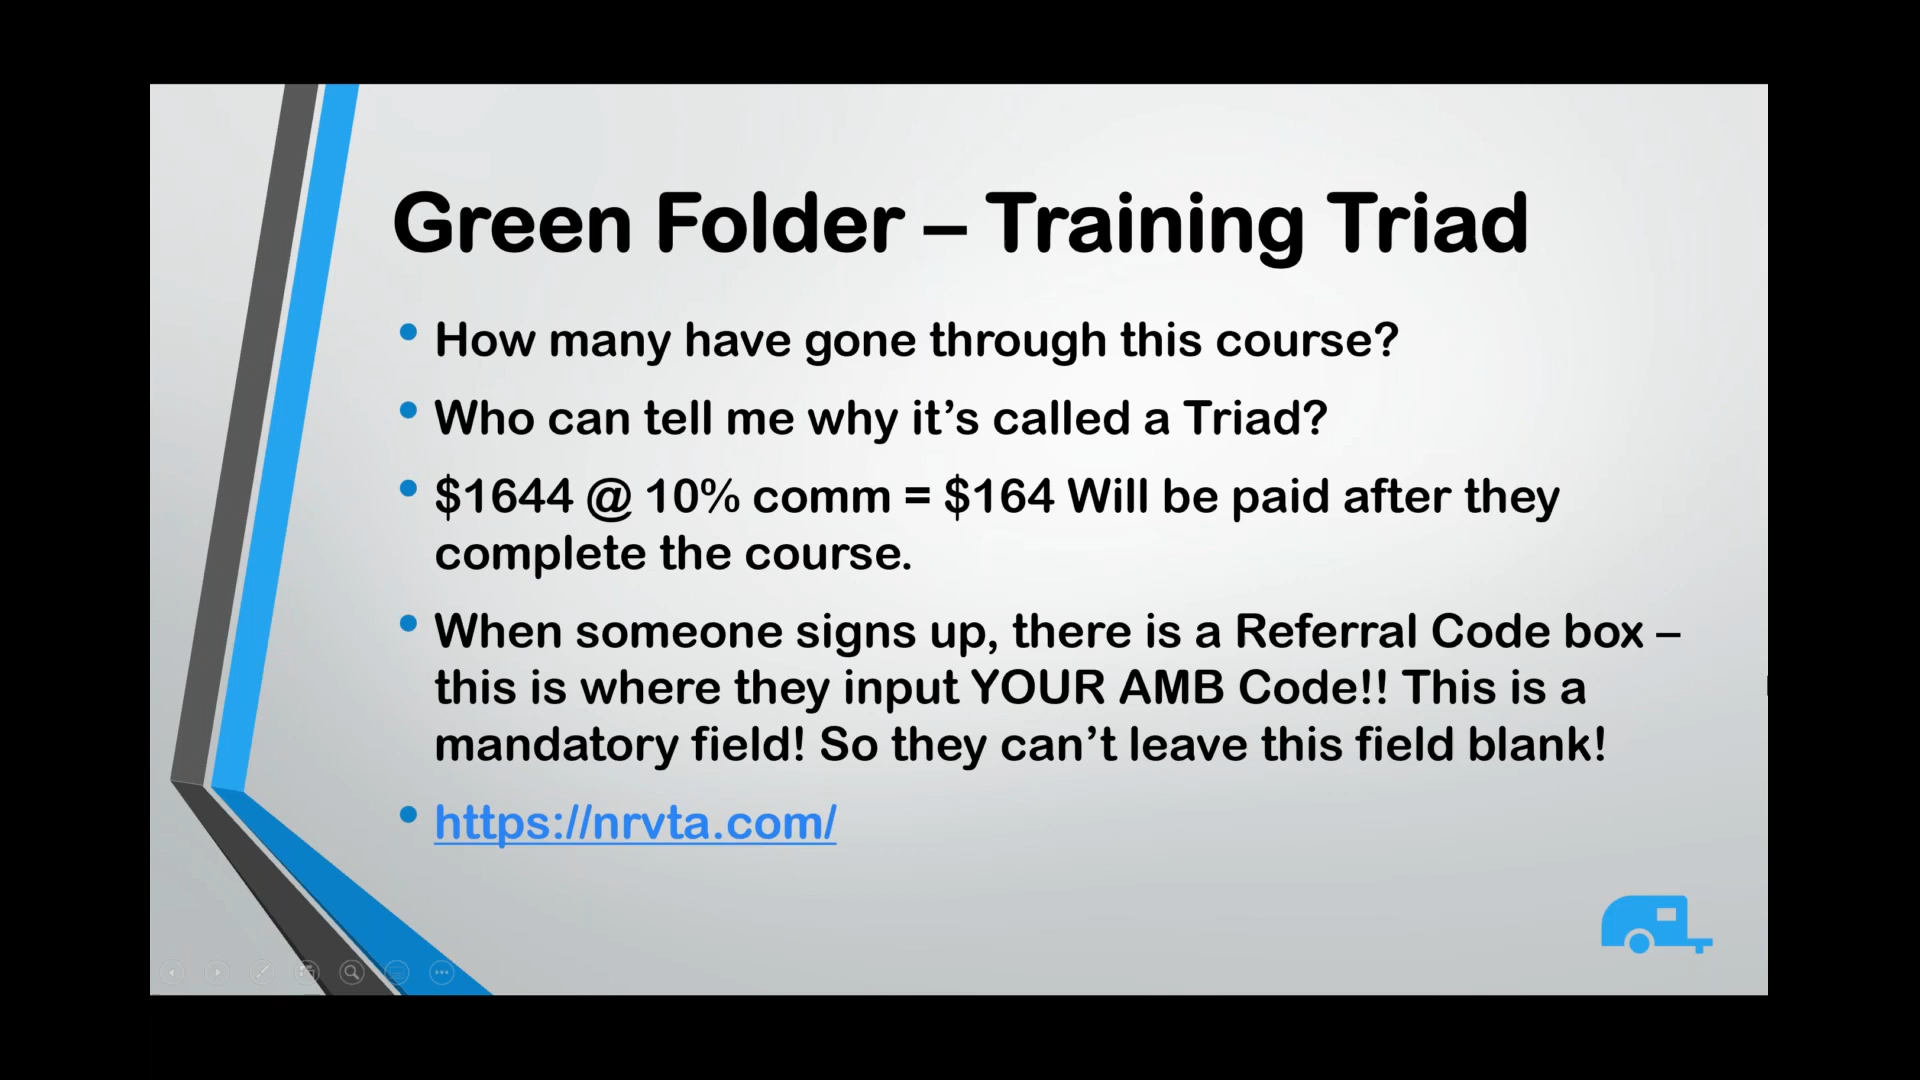 Green Folder – Training Triad
• How many have gone through this course?
• Who can tell me why it’s called a Triad?
• $1644 @ 10% comm = $164 Will be paid after they
complete the course.
• When someone signs up, there is a Referral Code box –
this is where they input YOUR AMB Code!! This is a
mandatory field! So they can’t leave this field blank!
• https://nrvta.com/